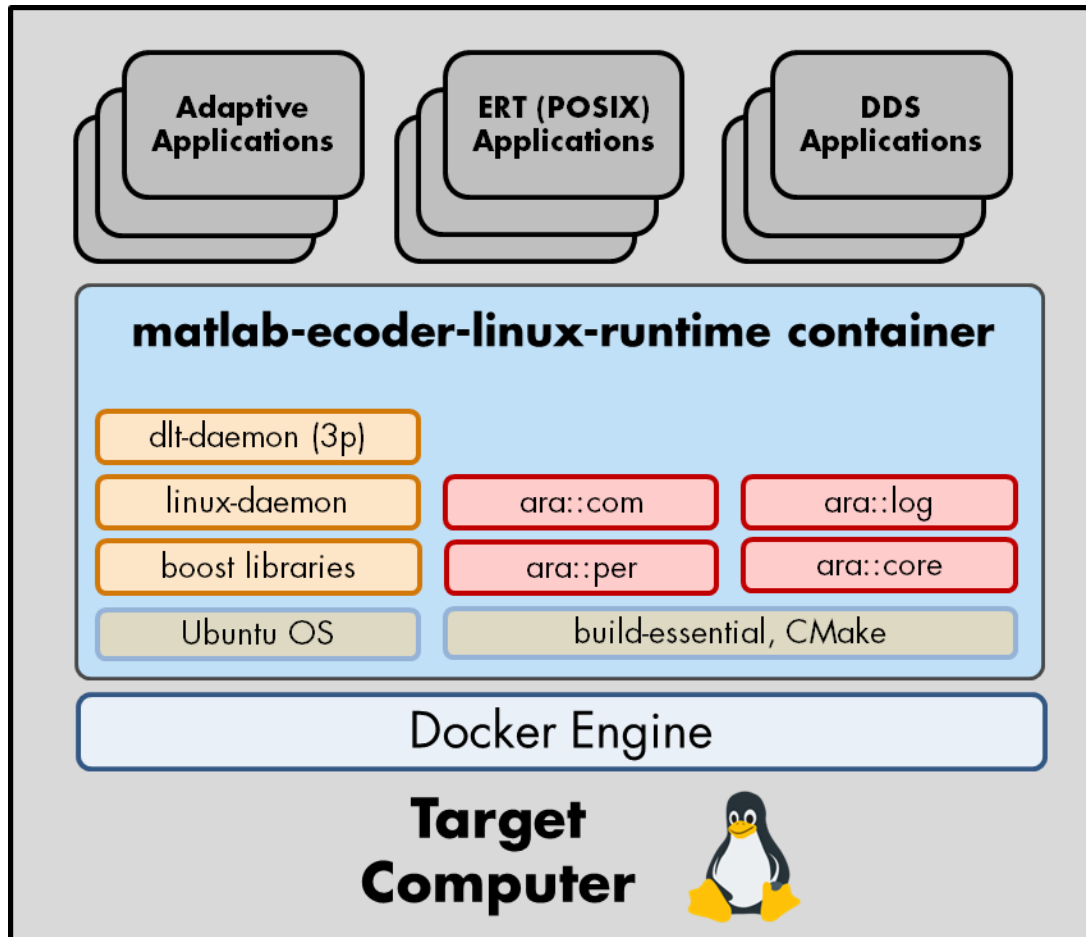 Adaptive
Applications
ERT (POSIX)
Applications
DDS
Applications
matlab-ecoder-linux-runtime container
dlt-daemon (3p)
linux-daemon
ara::com
ara::log
boost libraries
ara::per
ara::core
Ubuntu OS
build-essential, CMake
Docker Engine
Target
Computer